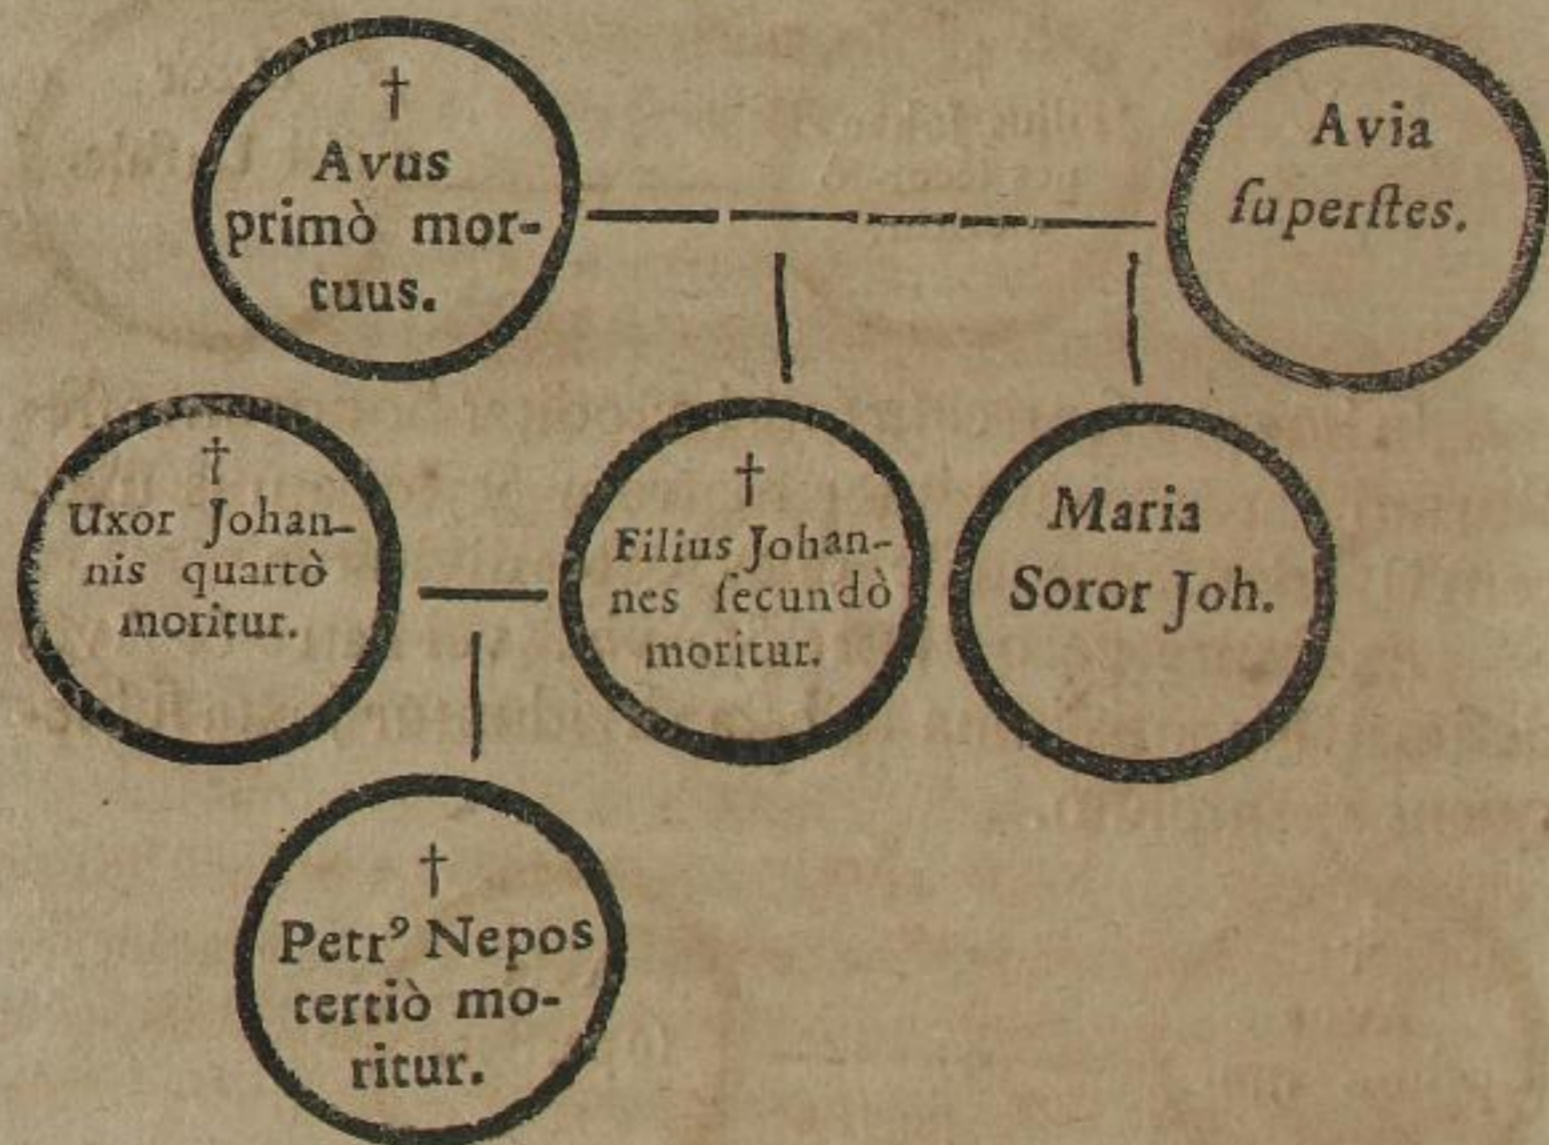 †
Avus
primò mor-
tuus.
Avia
ſuperſtes.
†
Uxor Johan-
nis quartò
moritur.
†
Filius Johan-
nes ſecundò
moritur.
Maria
Soror Joh.
†
Petrꝰ Nepos
tertiò mo-
ritur.